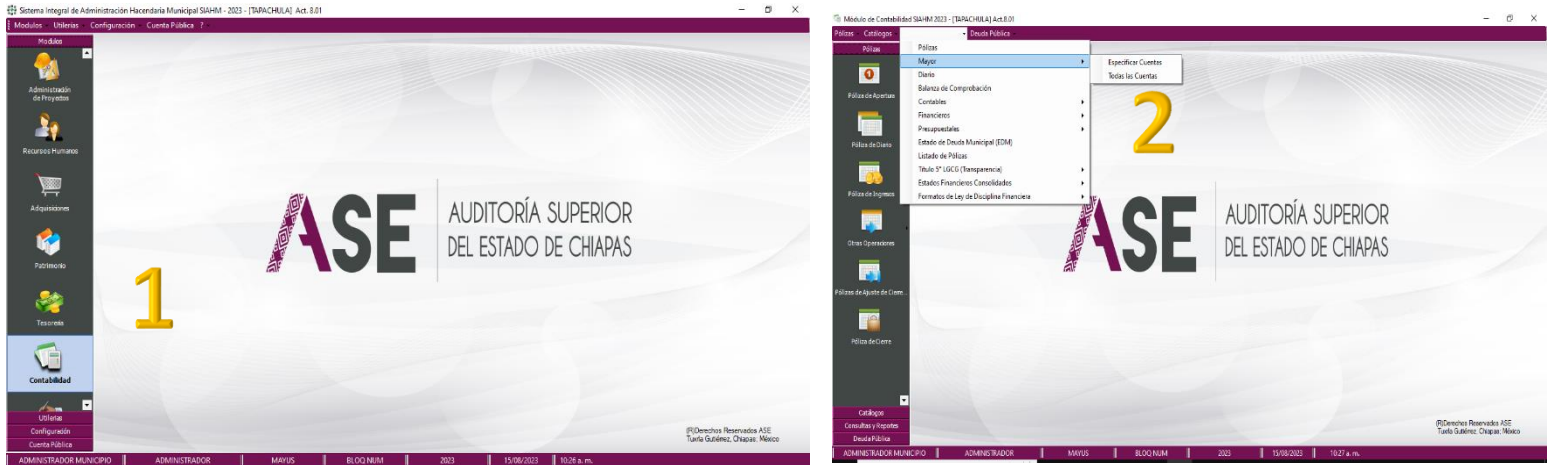 Sistema Integral de Administración Hacendaria Municipal SIAHM - 2023 - [TAPACHULA] Act. 8.01
Modulos Utilerias Configuración Cuenta Pública ?
Modulos
Administración
de Proyectos
Recursos Humanos
Adquisiciones
Patrimonio
Tesoreria
Contabilidad
Utilerias
Configuración
Cuenta Pública
1
ASE
AUDITORÍA SUPERIOR
DEL ESTADO DE CHIAPAS
(R)Derechos Reservados ASE
Tuxtla Gutiérrez, Chiapas; México
ADMINISTRADOR MUNICIPIO ADMINISTRADOR MAYUS BLOQ NUM 2023 15/08/2023 10:26 a. m.
Módulo de Contabilidad SIAHM 2023 - [TAPACHULA] Act.8.01
Pólizas Catálogos Deuda Pública
Pólizas
Póliza de Apertura
Póliza de Diario
Póliza de Ingresos
Otras Operaciones
Pólizas de Ajuste de Cierre...
Póliza de Cierre
Catálogos
Consultas y Reportes
Deuda Pública
Pólizas
Mayor
Diario
Balanza de Comprobación
Contables
Financieros
Presupuestales
Estado de Deuda Municipal (EDM)
Listado de Pólizas
Título 5° LGCG (Transparencia)
Estados Financieros Consolidados
Formatos de Ley de Disciplina Financiera
Especificar Cuentas
Todas las Cuentas
2
ASE
AUDITORÍA SUPERIOR
DEL ESTADO DE CHIAPAS
(R)Derechos Reservados ASE
Tuxtla Gutiérrez, Chiapas; México
ADMINISTRADOR MUNICIPIO ADMINISTRADOR MAYUS BLOQ NUM 2023 15/08/2023 10:27 a. m.